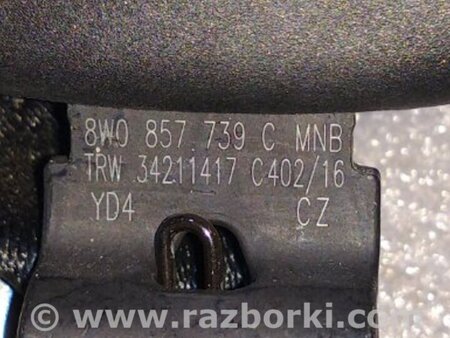 8W0 857 739 C MNB
TRW 34211417 C402/16
YD4 CZ
www.razborki.com